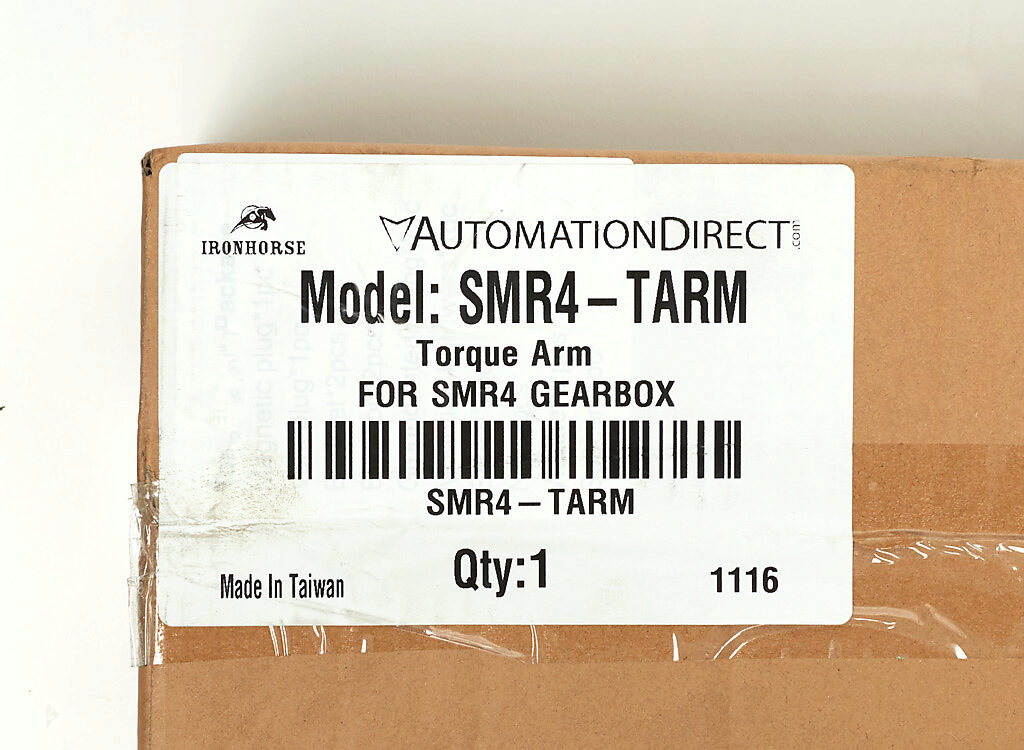 IRONHORSE
AUTOMATIONDIRECT.com
Model: SMR4-TARM
Torque Arm
FOR SMR4 GEARBOX
SMR4-TARM
Qty:1
Made In Taiwan
1116